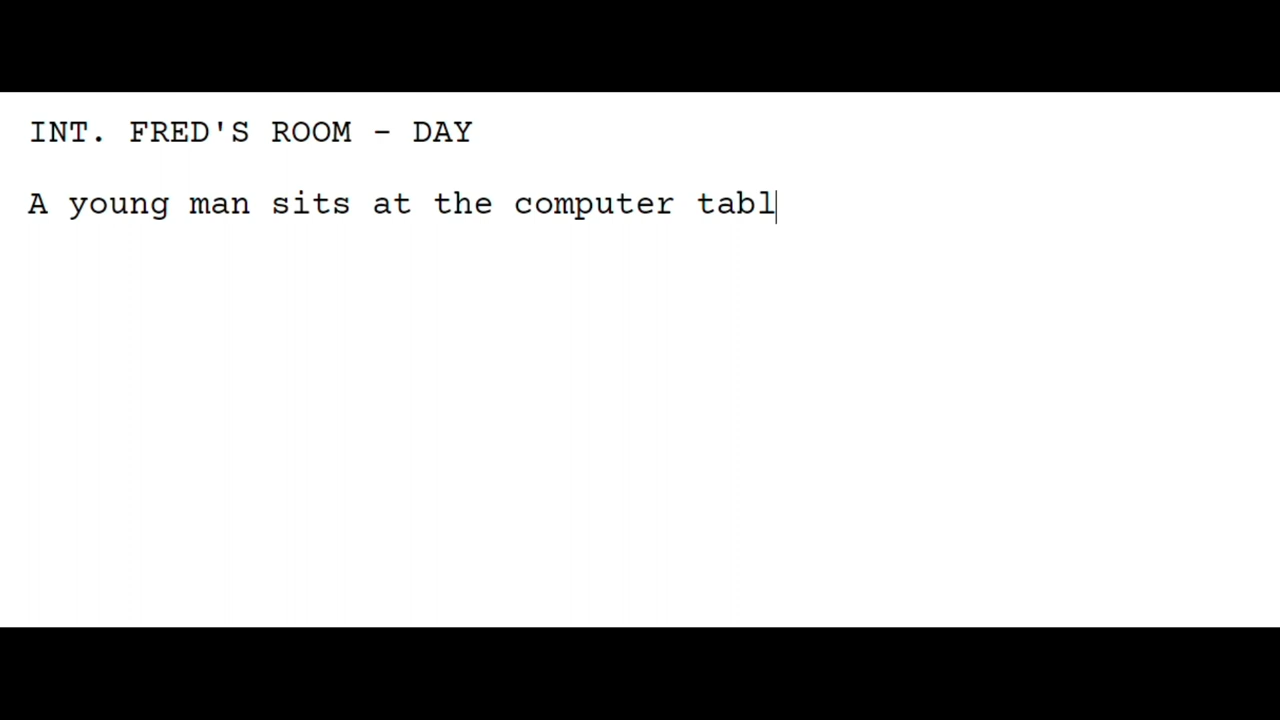 INT. FRED'S ROOM - DAY
A young man sits at the computer tabl